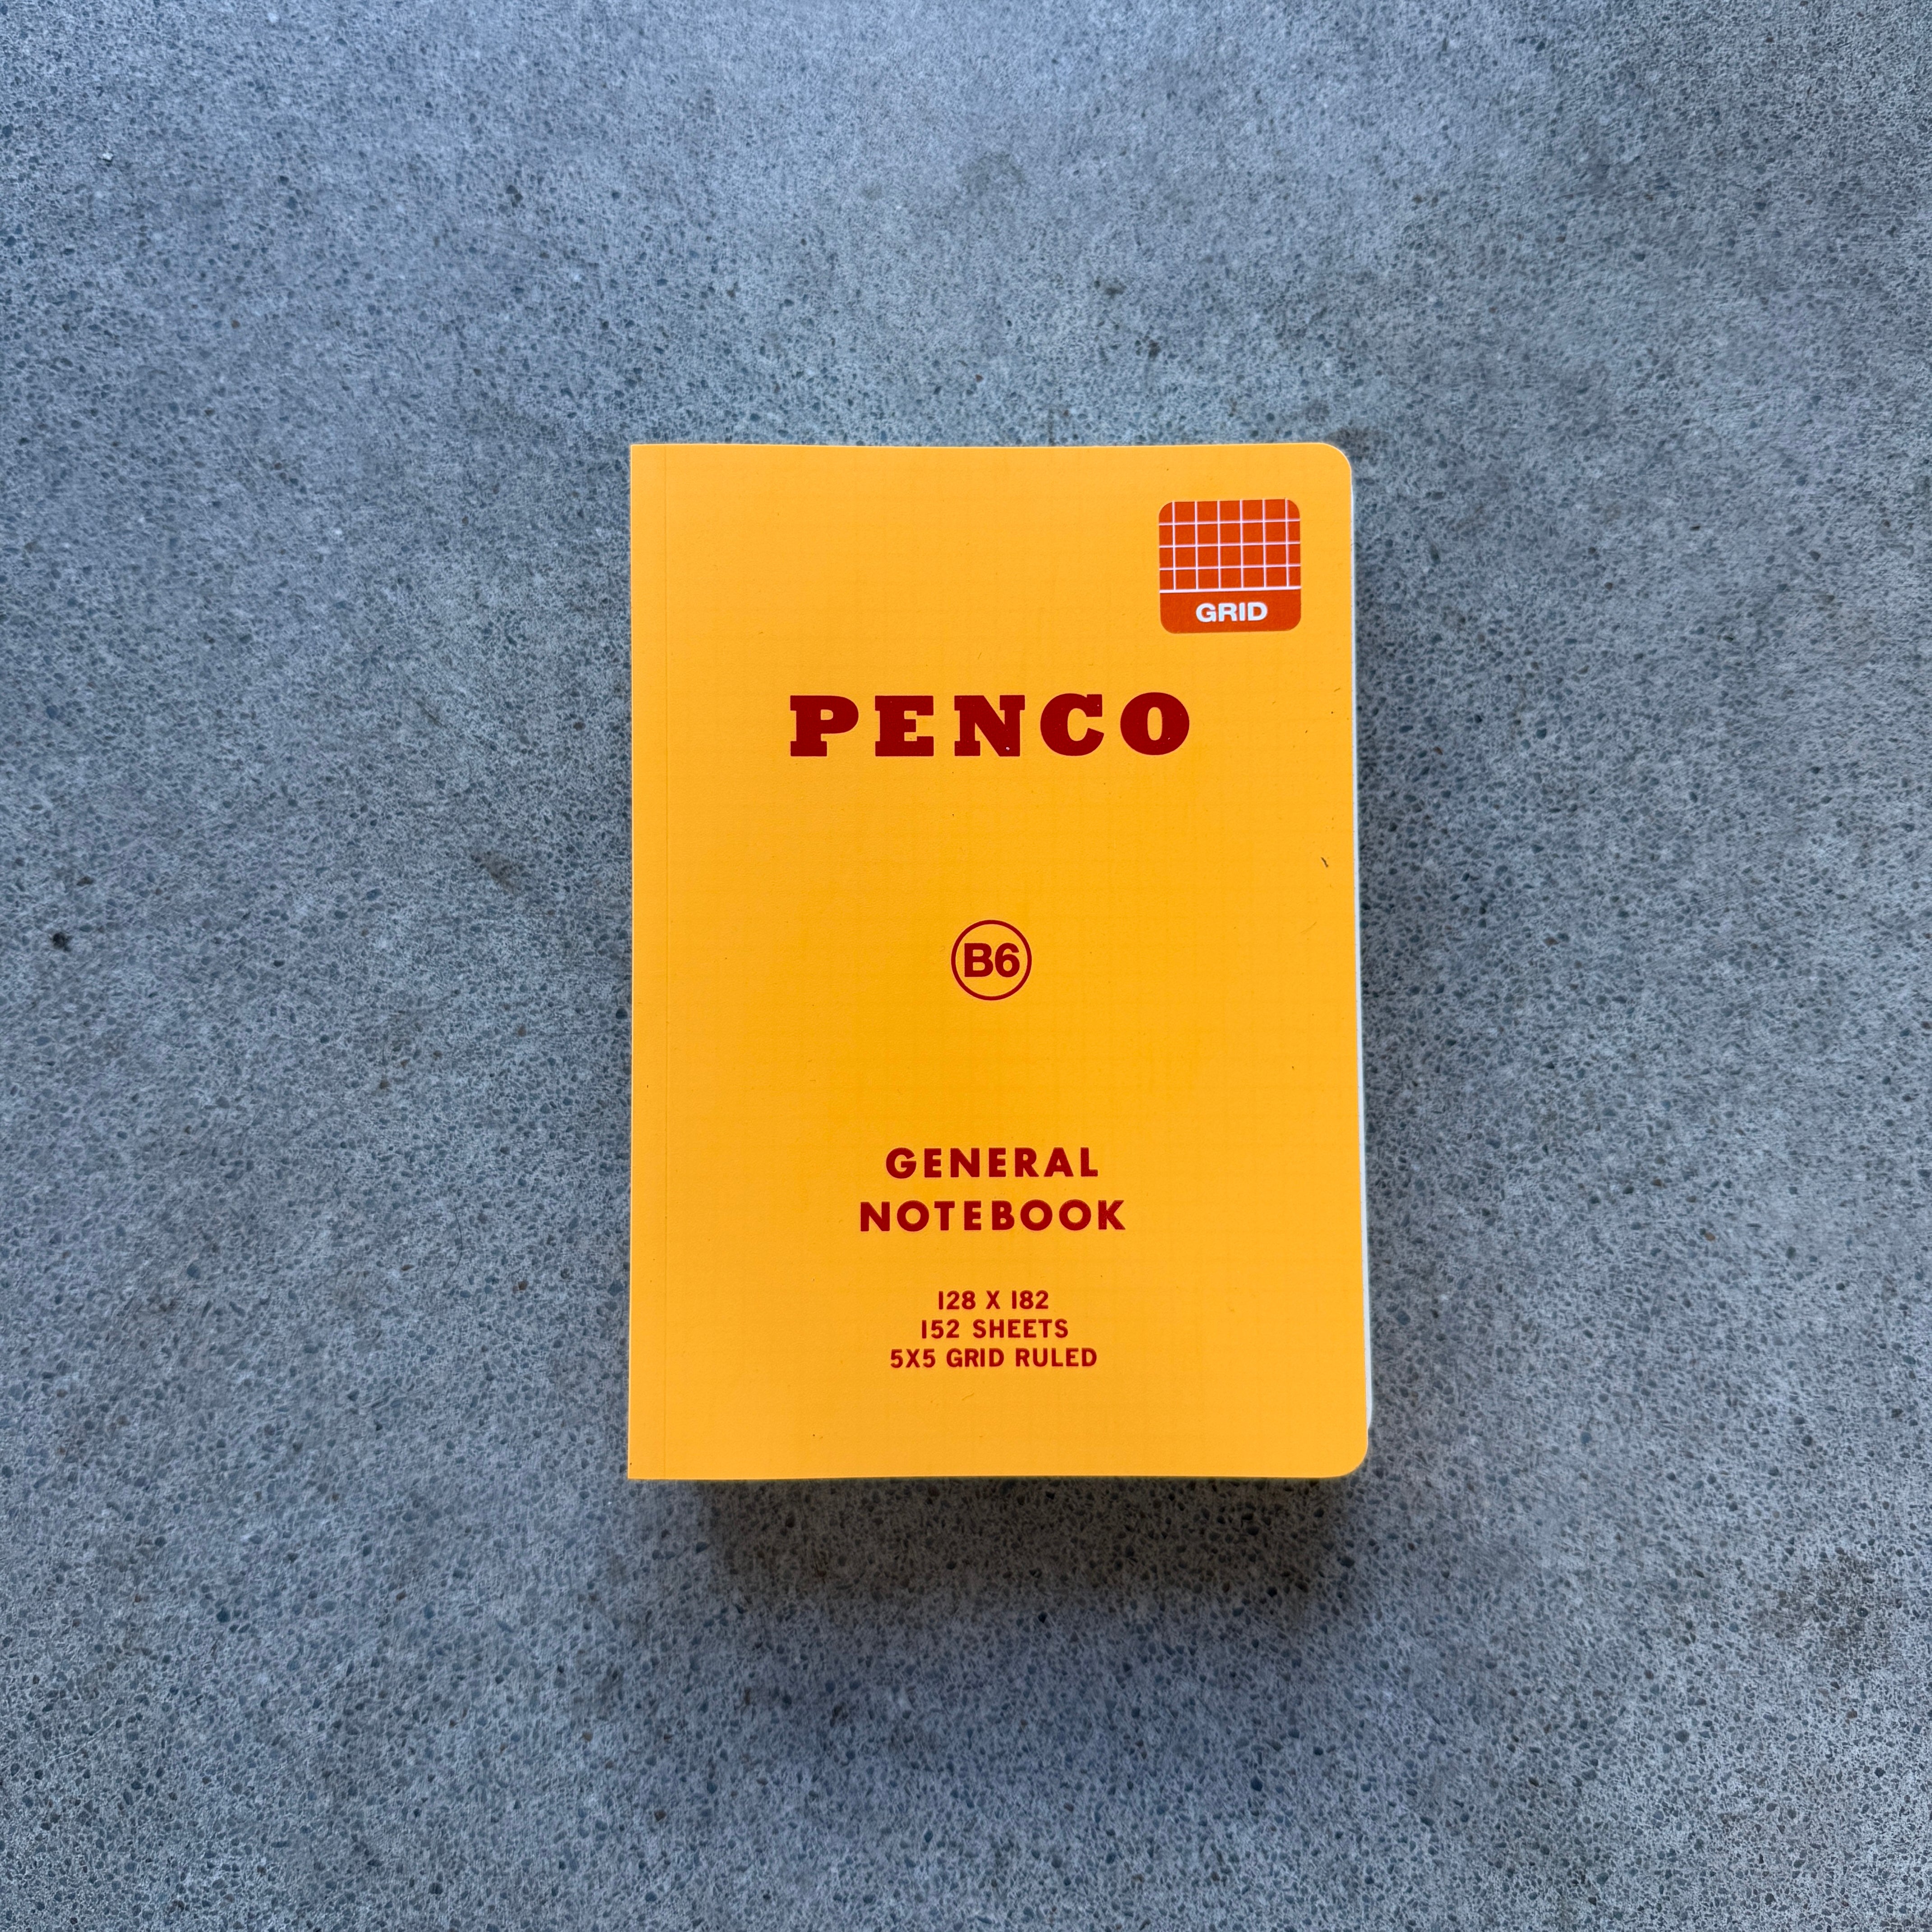 GRID
PENCO
B6
GENERAL
NOTEBOOK
128 X 182
152 SHEETS
5X5 GRID RULED